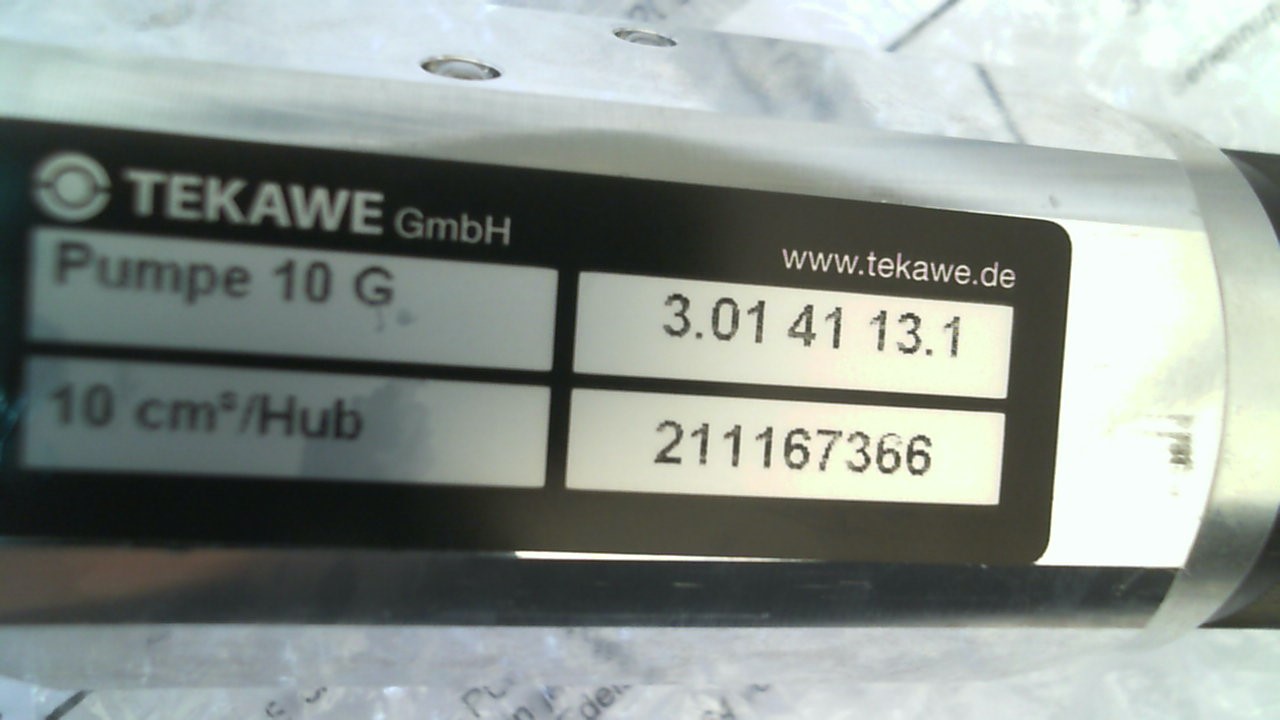 TEKAWE GmbH
www.tekawe.de
Pumpe 10 G
3.01 41 13.1
10 cm³/Hub
211167366